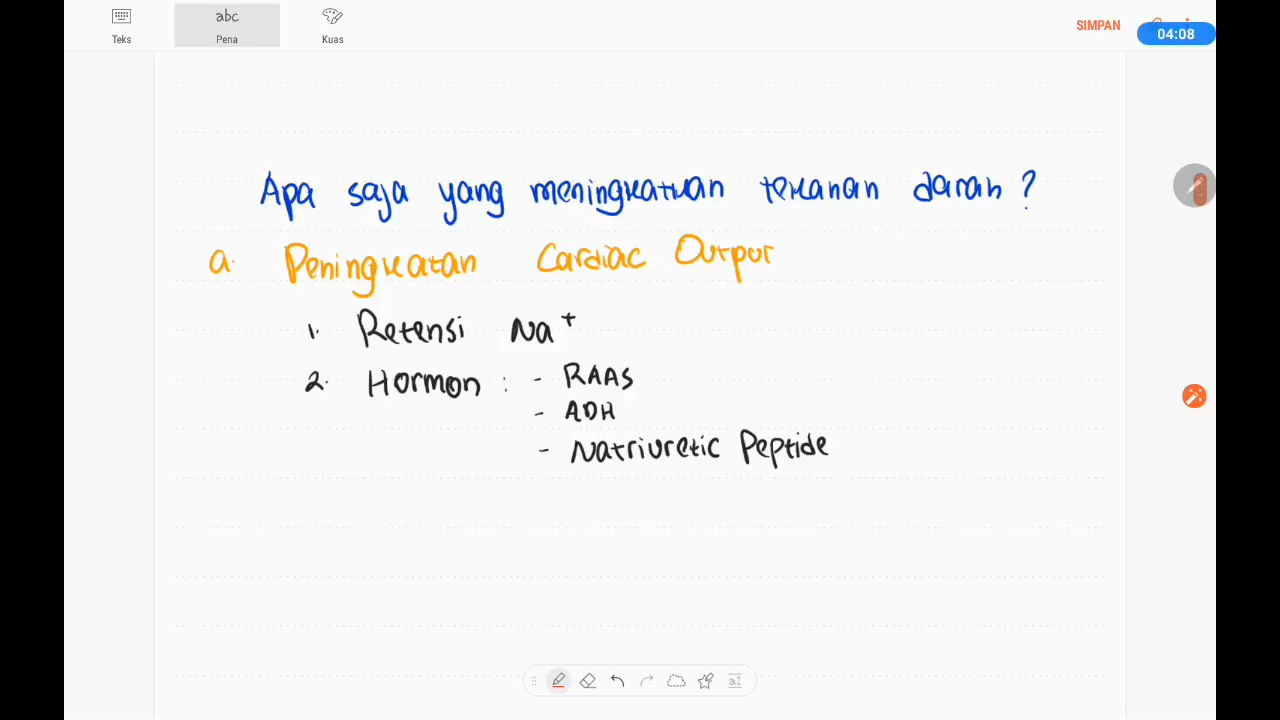 abc
Teks
Pena
Kuas
SIMPAN
04:08
Apa saja yang meningkatkan tekanan darah ?
a. Peningkatan Cardiac Output
1. Retensi Na⁺
2. Hormon : - RAAS
- ADH
- Natriuretic Peptide